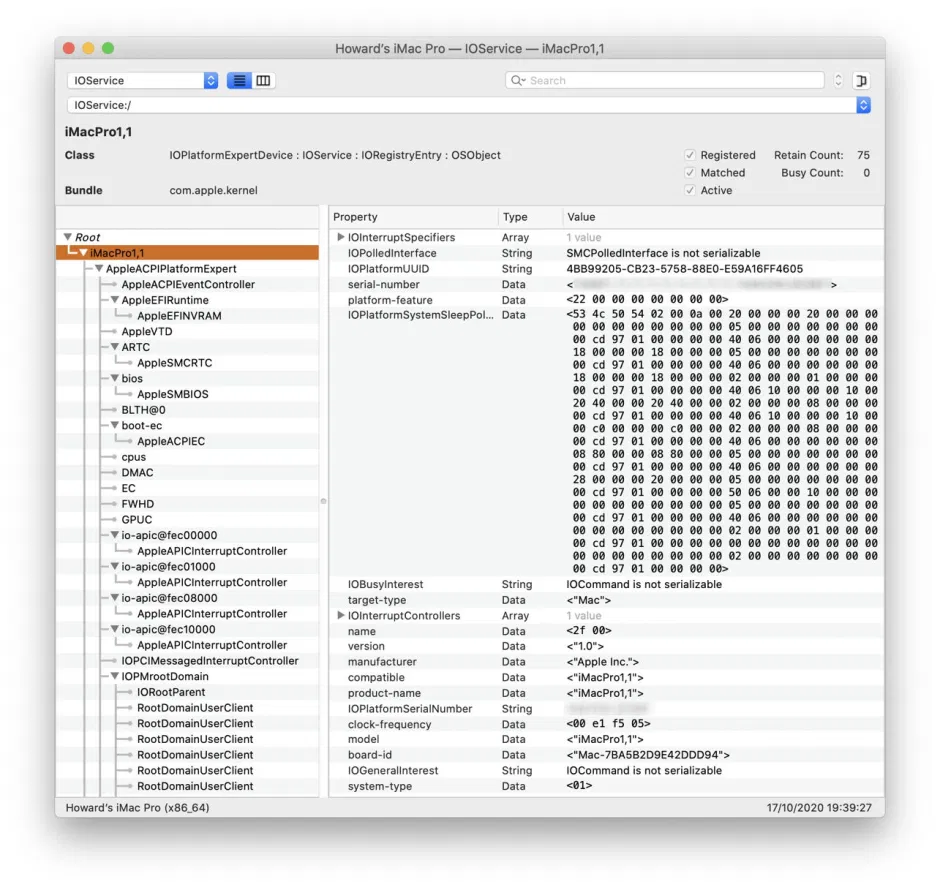 Howard's iMac Pro — IOService — iMacPro1,1
IOService
Search
IOService:/
iMacPro1,1
Class IOPlatformExpertDevice : IOService : IORegistryEntry : OSObject Registered Retain Count: 75
Matched Busy Count: 0
Bundle com.apple.kernel Active
Root
iMacPro1,1
AppleACPIPlatformExpert
AppleACPIEventController
AppleEFIRuntime
AppleEFINVRAM
AppleVTD
ARTC
AppleSMCRTC
bios
AppleSMBIOS
BLTH@0
boot-ec
AppleACPIEC
cpus
DMAC
EC
FWHD
GPUC
io-apic@fec00000
AppleAPICInterruptController
io-apic@fec01000
AppleAPICInterruptController
io-apic@fec08000
AppleAPICInterruptController
io-apic@fec10000
AppleAPICInterruptController
IOPCIMessagedInterruptController
IOPMrootDomain
IORootParent
RootDomainUserClient
RootDomainUserClient
RootDomainUserClient
RootDomainUserClient
RootDomainUserClient
RootDomainUserClient
Property Type Value
IOInterruptSpecifiers Array 1 value
IOPolledInterface String SMCPolledInterface is not serializable
IOPlatformUUID String 4BB99205-CB23-5758-88E0-E59A16FF4605
serial-number Data < >
platform-feature Data <22 00 00 00 00 00 00 00>
IOPlatformSystemSleepPol... Data <53 4c 50 54 02 00 0a 00 20 00 00 00 20 00 00 00
00 00 00 00 00 00 00 00 05 00 00 00 00 00 00 00
00 cd 97 01 00 00 00 00 40 06 00 00 00 00 00 00
18 00 00 00 18 00 00 00 05 00 00 00 00 00 00 00
00 cd 97 01 00 00 00 00 40 06 00 00 00 00 00 00
18 00 00 00 18 00 00 00 02 00 00 00 01 00 00 00
00 cd 97 01 00 00 00 00 40 06 10 00 00 00 10 00
20 40 00 00 20 40 00 00 02 00 00 00 08 00 00 00
00 cd 97 01 00 00 00 00 40 06 10 00 00 00 10 00
00 c0 00 00 00 c0 00 00 02 00 00 00 08 00 00 00
00 cd 97 01 00 00 00 00 40 06 00 00 00 00 00 00
08 80 00 00 08 80 00 00 05 00 00 00 00 00 00 00
00 cd 97 01 00 00 00 00 40 06 00 00 00 00 00 00
28 00 00 00 20 00 00 00 05 00 00 00 00 00 00 00
00 cd 97 01 00 00 00 00 50 06 00 00 10 00 00 00
00 00 00 00 00 00 00 00 05 00 00 00 00 00 00 00
00 cd 97 01 00 00 00 00 40 06 00 00 00 00 00 00
00 00 00 00 00 00 00 00 02 00 00 00 01 00 00 00
00 cd 97 01 00 00 00 00 00 00 00 00 00 00 00 00
00 00 00 00 00 00 00 00 02 00 00 00 00 00 00 00
00 cd 97 01 00 00 00 00>
IOBusyInterest String IOCommand is not serializable
target-type Data <"Mac">
IOInterruptControllers Array 1 value
name Data <2f 00>
version Data <"1.0">
manufacturer Data <"Apple Inc.">
compatible Data <"iMacPro1,1">
product-name Data <"iMacPro1,1">
IOPlatformSerialNumber String
clock-frequency Data <00 e1 f5 05>
model Data <"iMacPro1,1">
board-id Data <"Mac-7BA5B2D9E42DDD94">
IOGeneralInterest String IOCommand is not serializable
system-type Data <01>
Howard's iMac Pro (x86_64) 17/10/2020 19:39:27